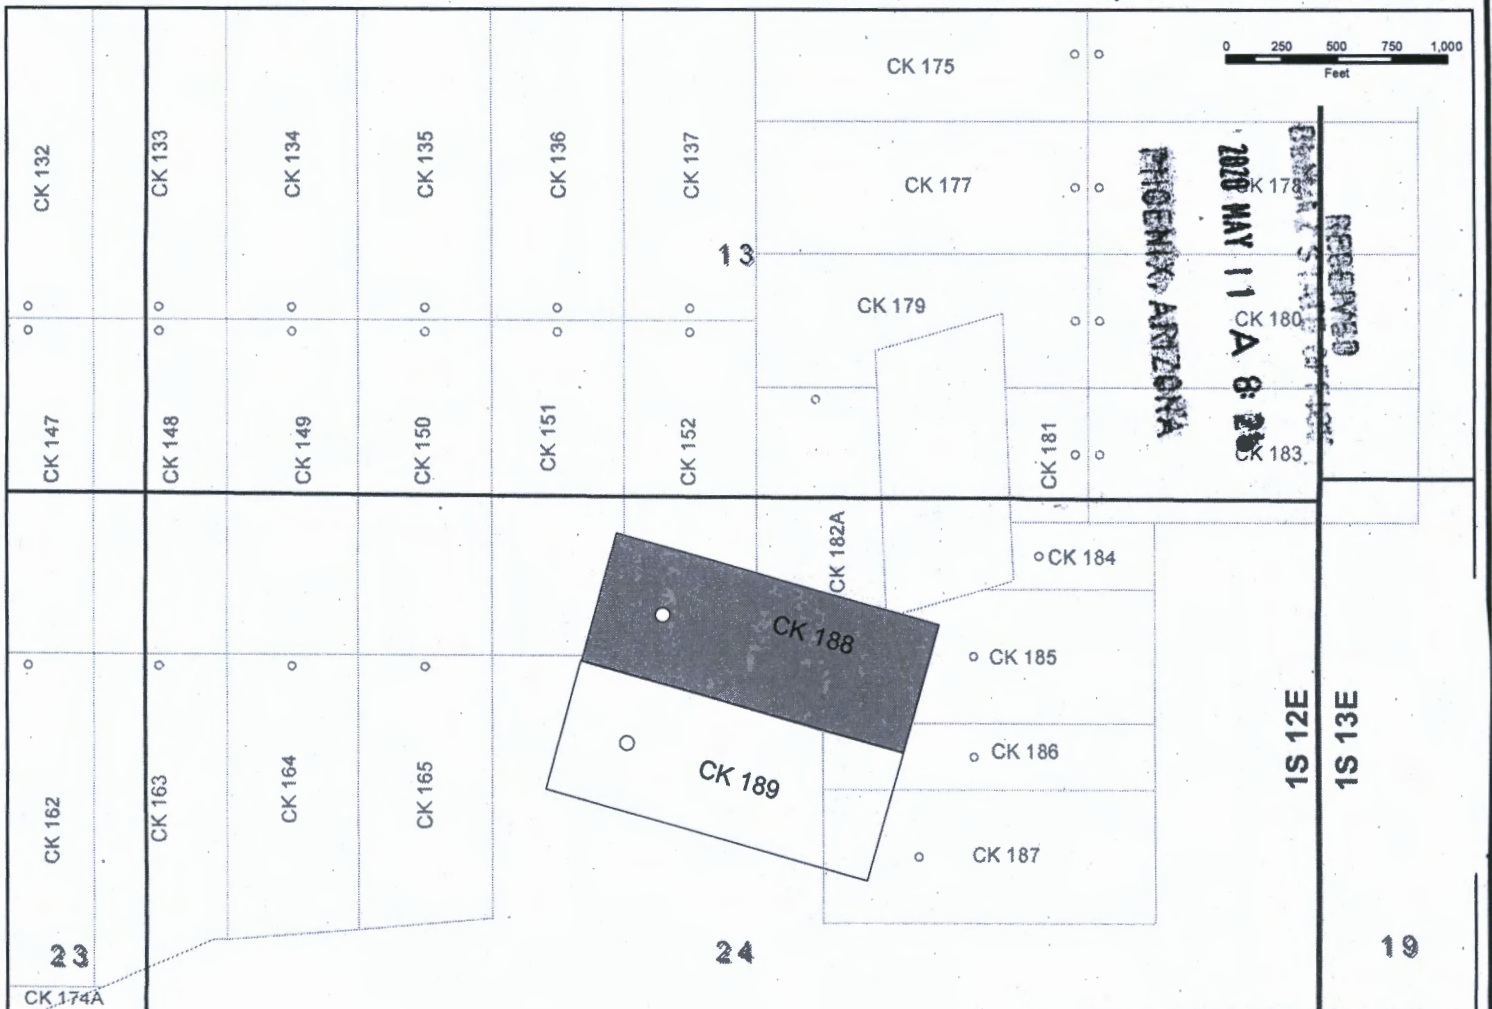 0 250 500 750 1,000
Feet
CK 175
CK 132
CK 133
CK 134
CK 135
CK 136
CK 137
CK 177
CK 178
13
CK 179
CK 180
RECEIVED
MAY 11 A 8:
PHOENIX, ARIZONA
CK 147
CK 148
CK 149
CK 150
CK 151
CK 152
CK 181
CK 183
CK 182A
CK 184
CK 188
CK 185
CK 186
CK 189
CK 187
CK 162
CK 163
CK 164
CK 165
1S 12E
1S 13E
23
24
19
CK 174A